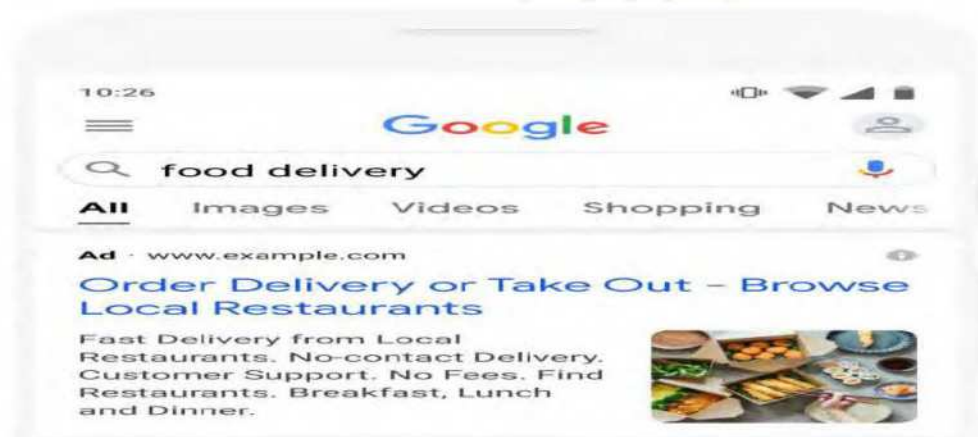 10:26
Google
food delivery
All Images Videos Shopping News
Ad · www.example.com
Order Delivery or Take Out – Browse
Local Restaurants
Fast Delivery from Local
Restaurants. No-contact Delivery.
Customer Support. No Fees. Find
Restaurants. Breakfast, Lunch
and Dinner.